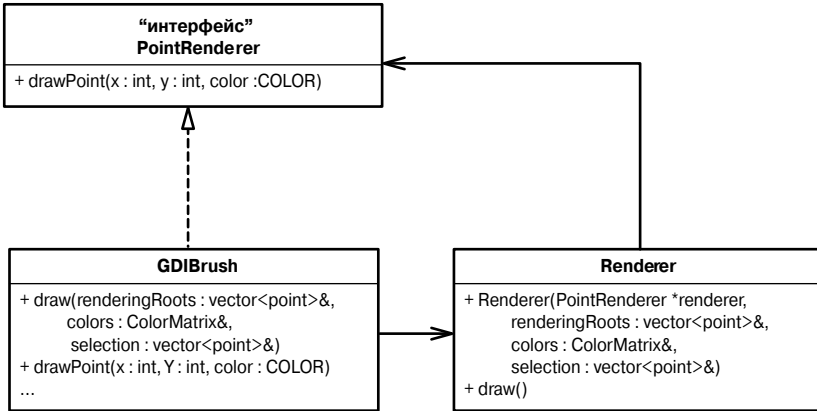 “интерфейс”
PointRenderer
+ drawPoint(x : int, y : int, color :COLOR)
GDIBrush
+ draw(renderingRoots : vector<point>&,
colors : ColorMatrix&,
selection : vector<point>&)
+ drawPoint(x : int, Y : int, color : COLOR)
...
Renderer
+ Renderer(PointRenderer *renderer,
renderingRoots : vector<point>&,
colors : ColorMatrix&,
selection : vector<point>&)
+ draw()